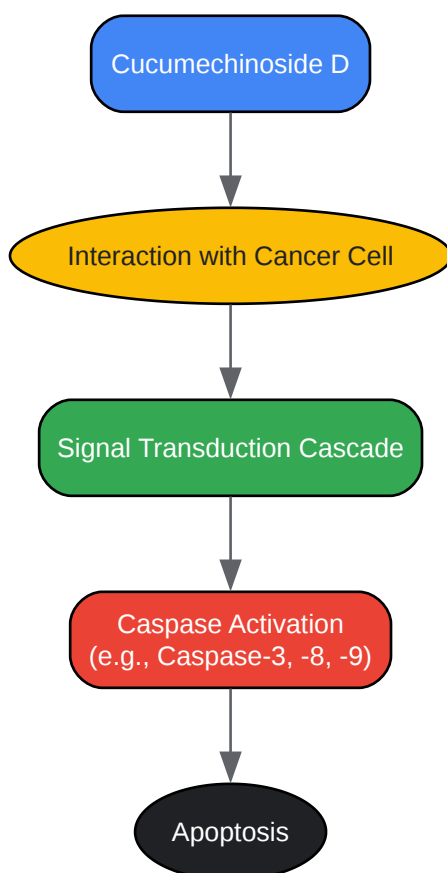 Cucumechinoside D
Interaction with Cancer Cell
Signal Transduction Cascade
Caspase Activation
(e.g., Caspase-3, -8, -9)
Apoptosis